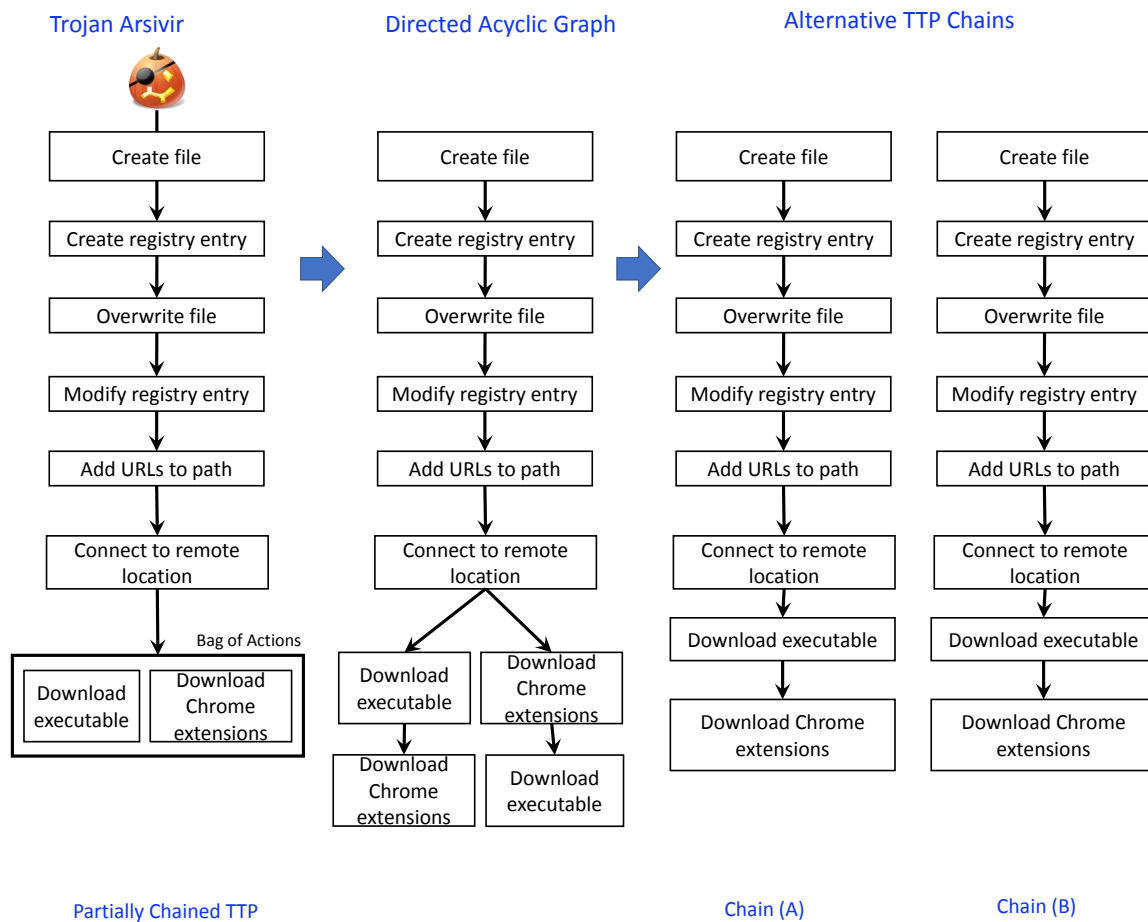 Trojan Arsivir
Directed Acyclic Graph
Alternative TTP Chains
Create file
Create registry entry
Overwrite file
Modify registry entry
Add URLs to path
Connect to remote
location
Bag of Actions
Download
executable
Download
Chrome
extensions
Partially Chained TTP
Create file
Create registry entry
Overwrite file
Modify registry entry
Add URLs to path
Connect to remote
location
Download
executable
Download
Chrome
extensions
Download
Chrome
extensions
Download
executable
Create file
Create registry entry
Overwrite file
Modify registry entry
Add URLs to path
Connect to remote
location
Download executable
Download Chrome
extensions
Chain (A)
Create file
Create registry entry
Overwrite file
Modify registry entry
Add URLs to path
Connect to remote
location
Download executable
Download Chrome
extensions
Chain (B)